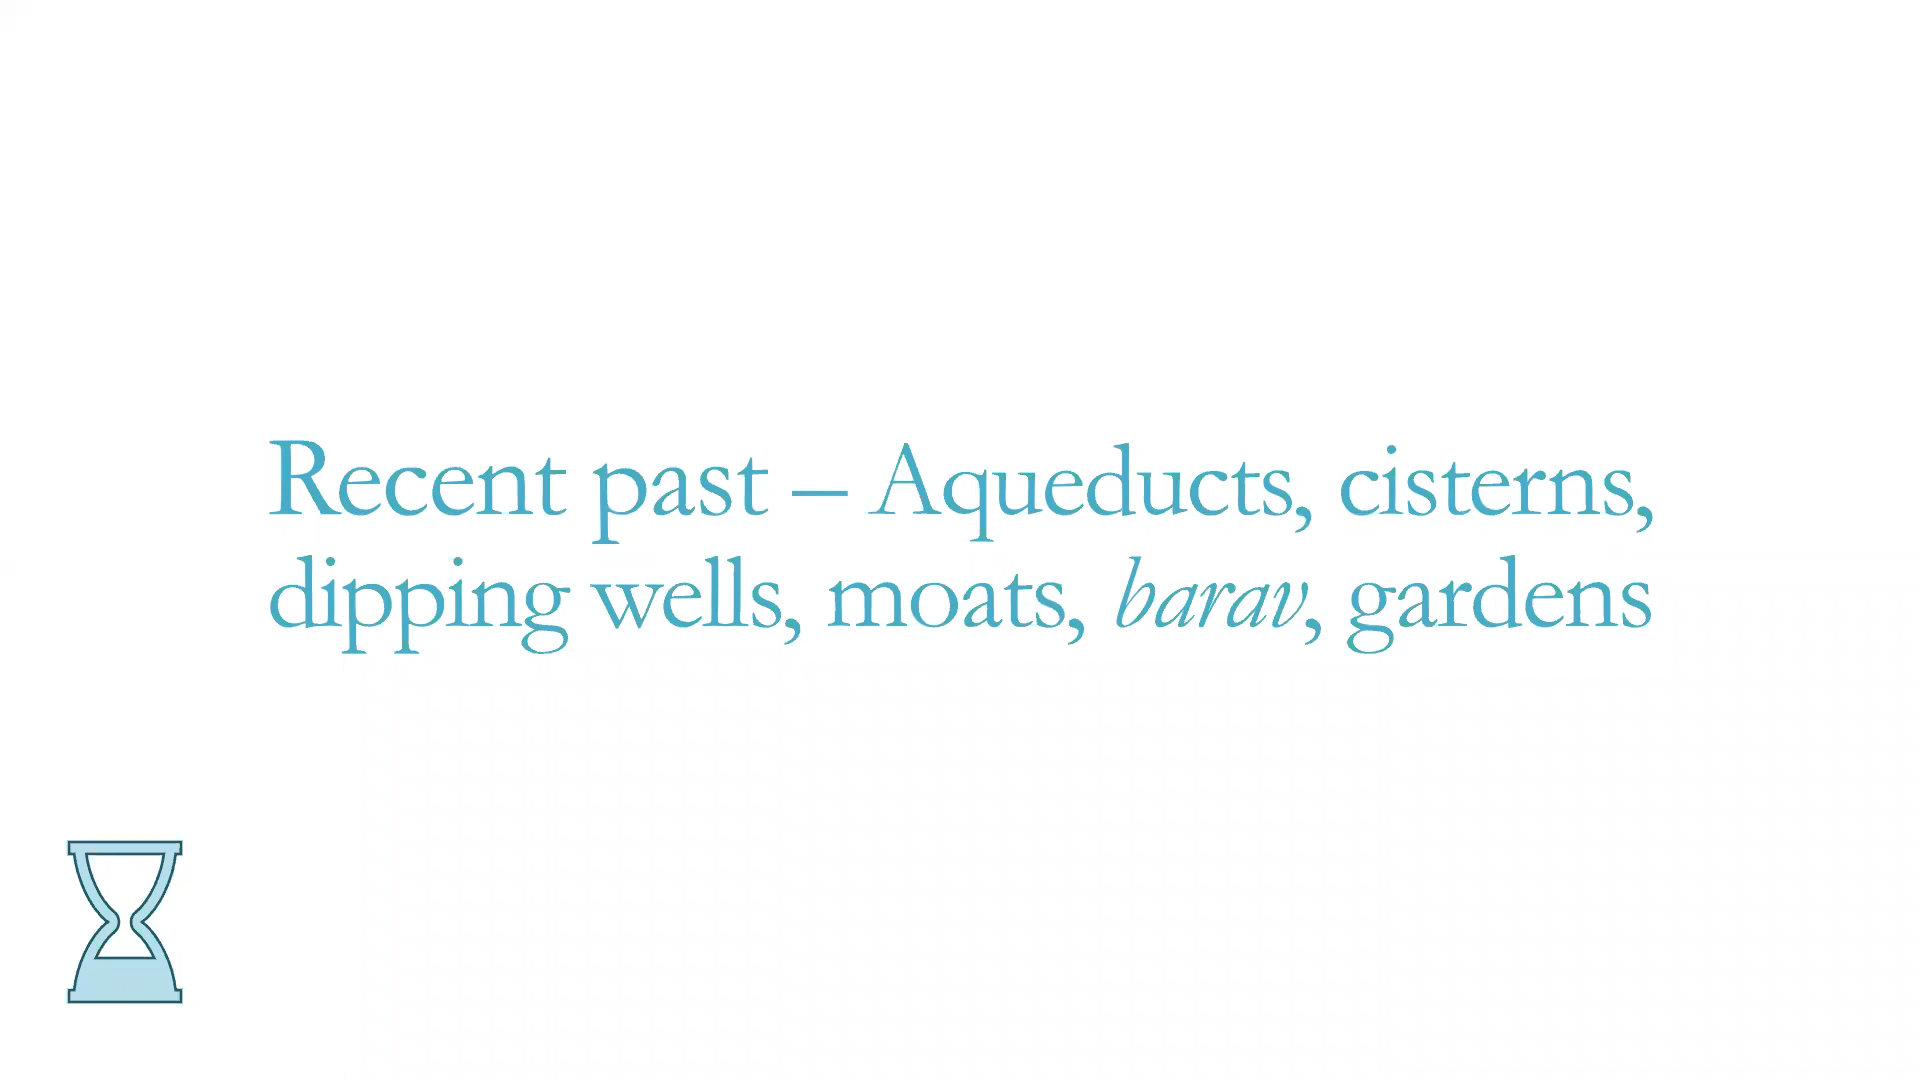 Recent past – Aqueducts, cisterns,
dipping wells, moats, barav, gardens